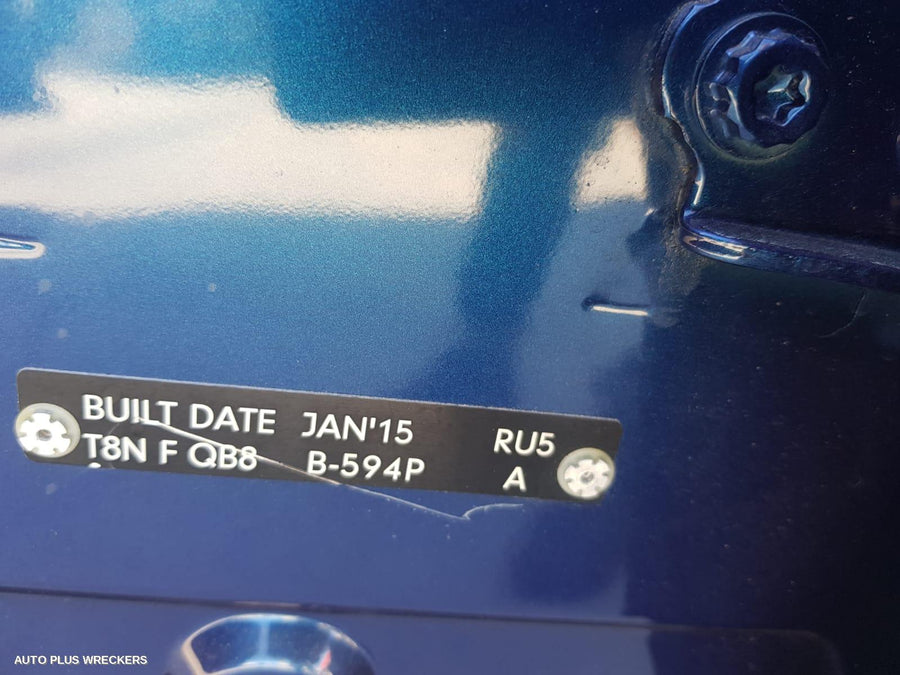 BUILT DATE JAN'15 RU5
T8N F QB8 B-594P A
AUTO PLUS WRECKERS